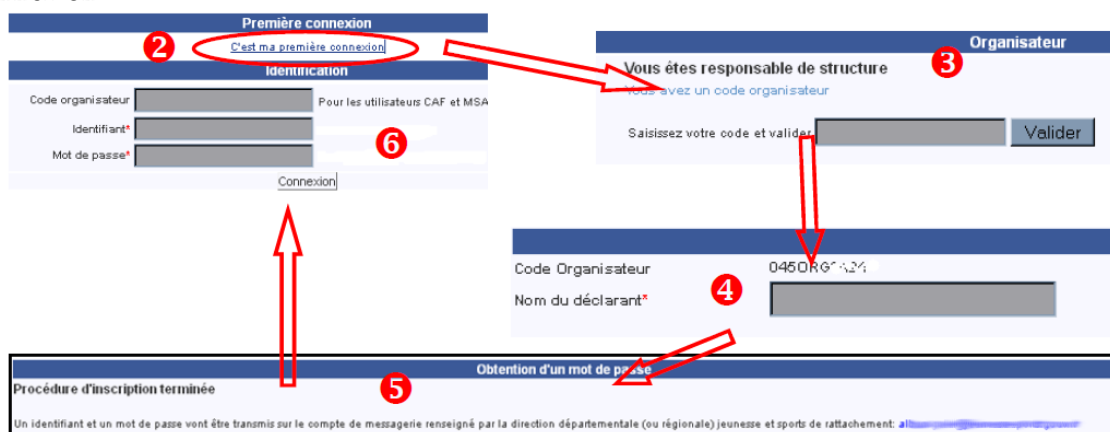 Première connexion
2
C'est ma première connexion
Identification
Code organisateur
Pour les utilisateurs CAF et MSA
Identifiant*
6
Mot de passe*
Connexion
Organisateur
3
Vous étes responsable de structure
Vous avez un code organisateur
Saisissez votre code et valider
Valider
Code Organisateur
4
Nom du déclarant*
Obtention d'un mot de passe
5
Procédure d'inscription terminée
Un identifiant et un mot de passe vont être transmis sur le compte de messagerie renseigné par la direction départementale (ou régionale) jeunesse et sports de rattachement: